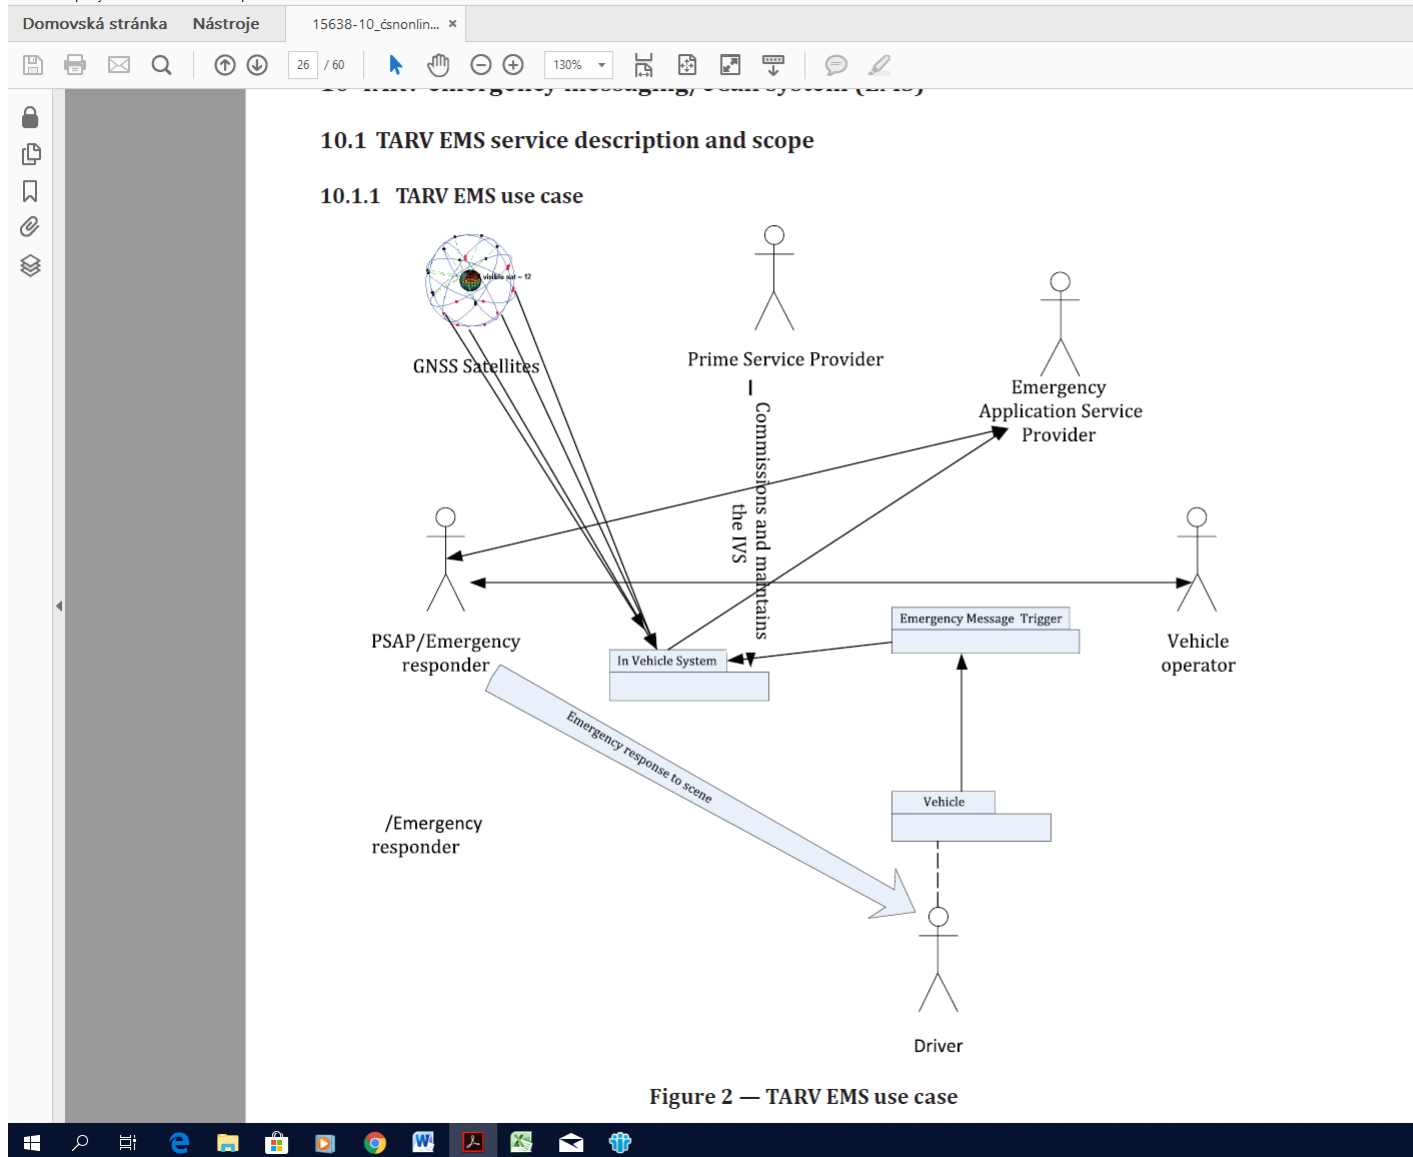 Domovská stránka
Nástroje
15638-10_čsnonlin... ×
26 / 60
130%
10.1 TARV EMS service description and scope
10.1.1 TARV EMS use case
visible sat = 12
GNSS Satellites
Prime Service Provider
Emergency
Application Service
Provider
Commissions and maintains
the IVS
PSAP/Emergency
responder
Emergency Message Trigger
In Vehicle System
Vehicle
operator
Emergency response to scene
Vehicle
/Emergency
responder
Driver
Figure 2 — TARV EMS use case